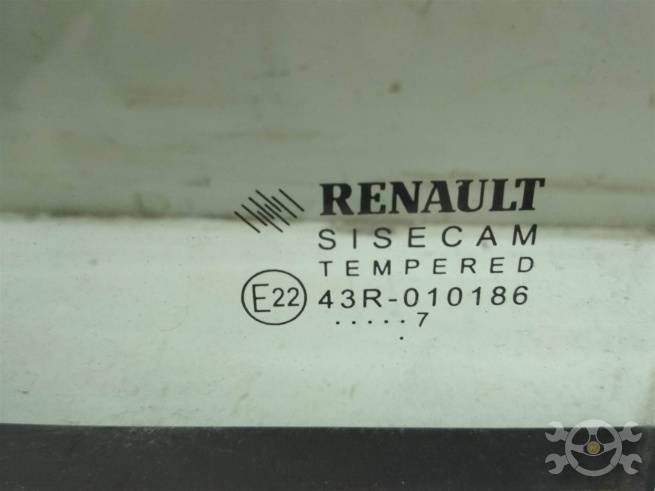 RENAULT
SISECAM
TEMPERED
E22 43R-010186
.....7
.